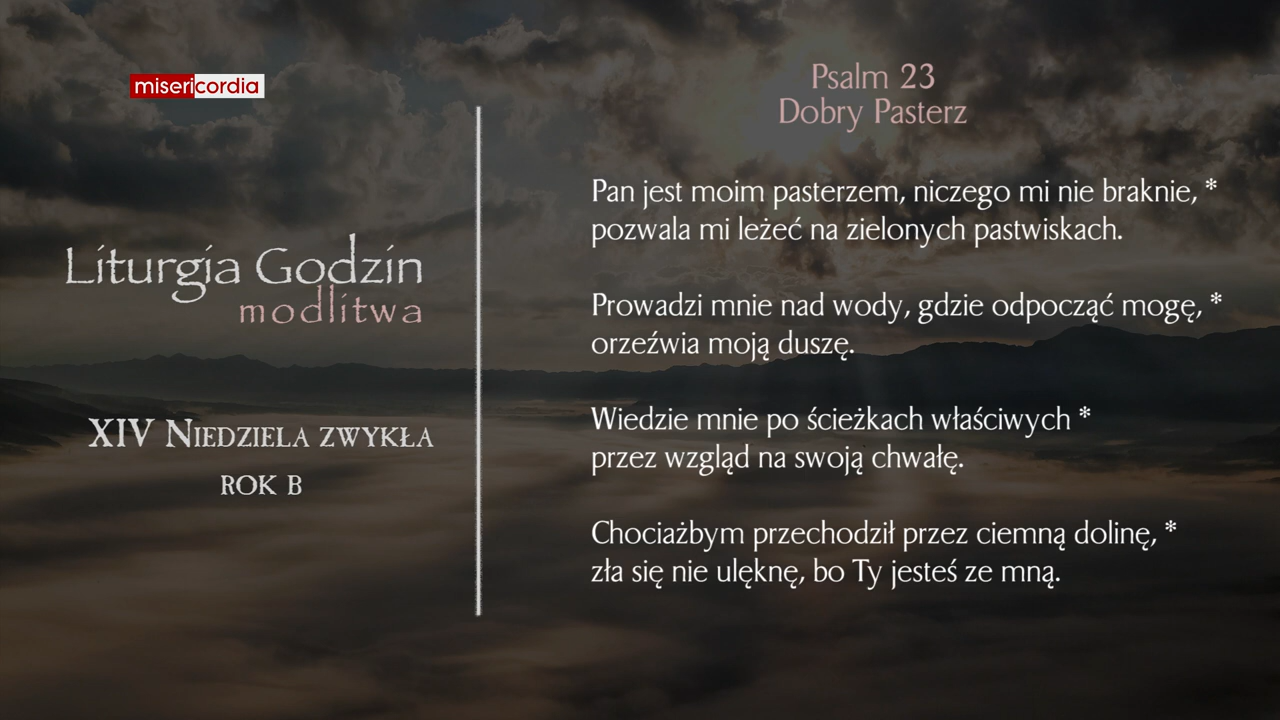 misericordia
Liturgia Godzin
modlitwa
XIV Niedziela zwykła
rok B
Psalm 23
Dobry Pasterz
Pan jest moim pasterzem, niczego mi nie braknie, *
pozwala mi leżeć na zielonych pastwiskach.
Prowadzi mnie nad wody, gdzie odpocząć mogę, *
orzeźwia moją duszę.
Wiedzie mnie po ścieżkach właściwych *
przez wzgląd na swoją chwałę.
Chociażbym przechodził przez ciemną dolinę, *
zła się nie ulęknę, bo Ty jesteś ze mną.